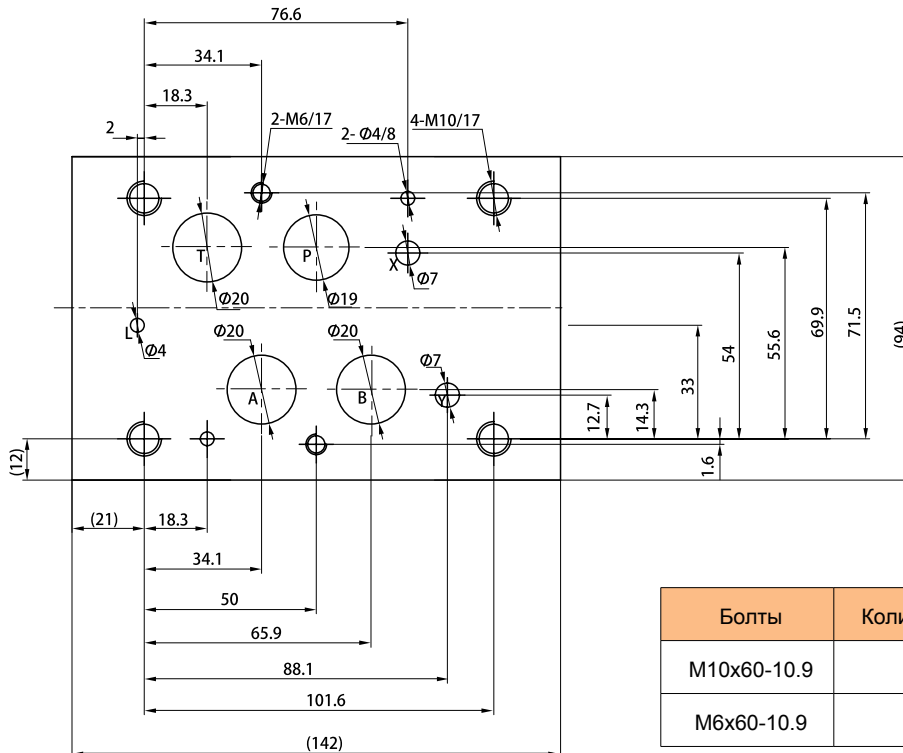 76.6
34.1
18.3
2
2-M6/17
2- Ø4/8
4-M10/17
T
P
X
Ø7
Ø20
Ø19
L
Ø4
Ø20
Ø20
Ø7
A
B
Y
12.7
14.3
33
54
55.6
69.9
71.5
(94)
1.6
(12)
(21)
18.3
34.1
50
65.9
88.1
101.6
(142)
Болты
M10x60-10.9
M6x60-10.9